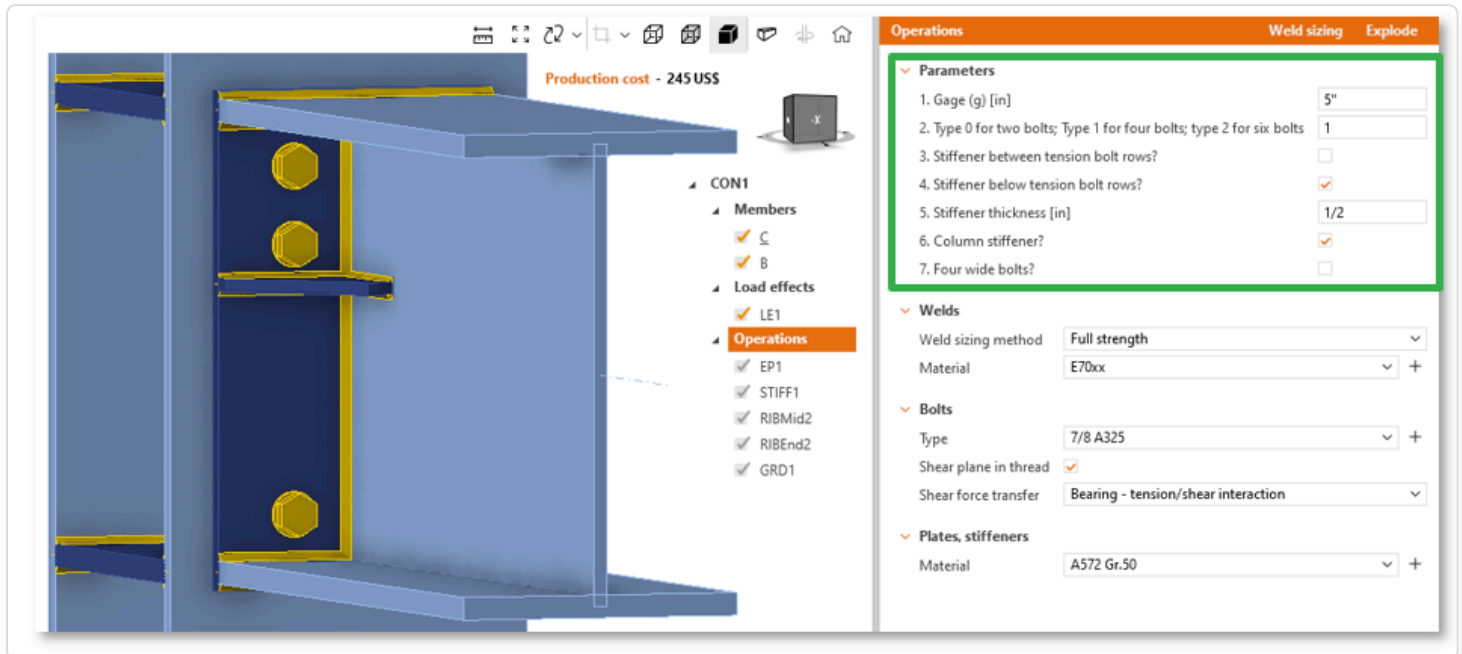 Production cost - 245 US$
-X
CON1
Members
C
B
Load effects
LE1
Operations
EP1
STIFF1
RIBMid2
RIBEnd2
GRD1
Operations Weld sizing Explode
Parameters
1. Gage (g) [in] 5"
2. Type 0 for two bolts; Type 1 for four bolts; type 2 for six bolts 1
3. Stiffener between tension bolt rows?
4. Stiffener below tension bolt rows?
5. Stiffener thickness [in] 1/2
6. Column stiffener?
7. Four wide bolts?
Welds
Weld sizing method Full strength
Material E70xx
Bolts
Type 7/8 A325
Shear plane in thread
Shear force transfer Bearing - tension/shear interaction
Plates, stiffeners
Material A572 Gr.50